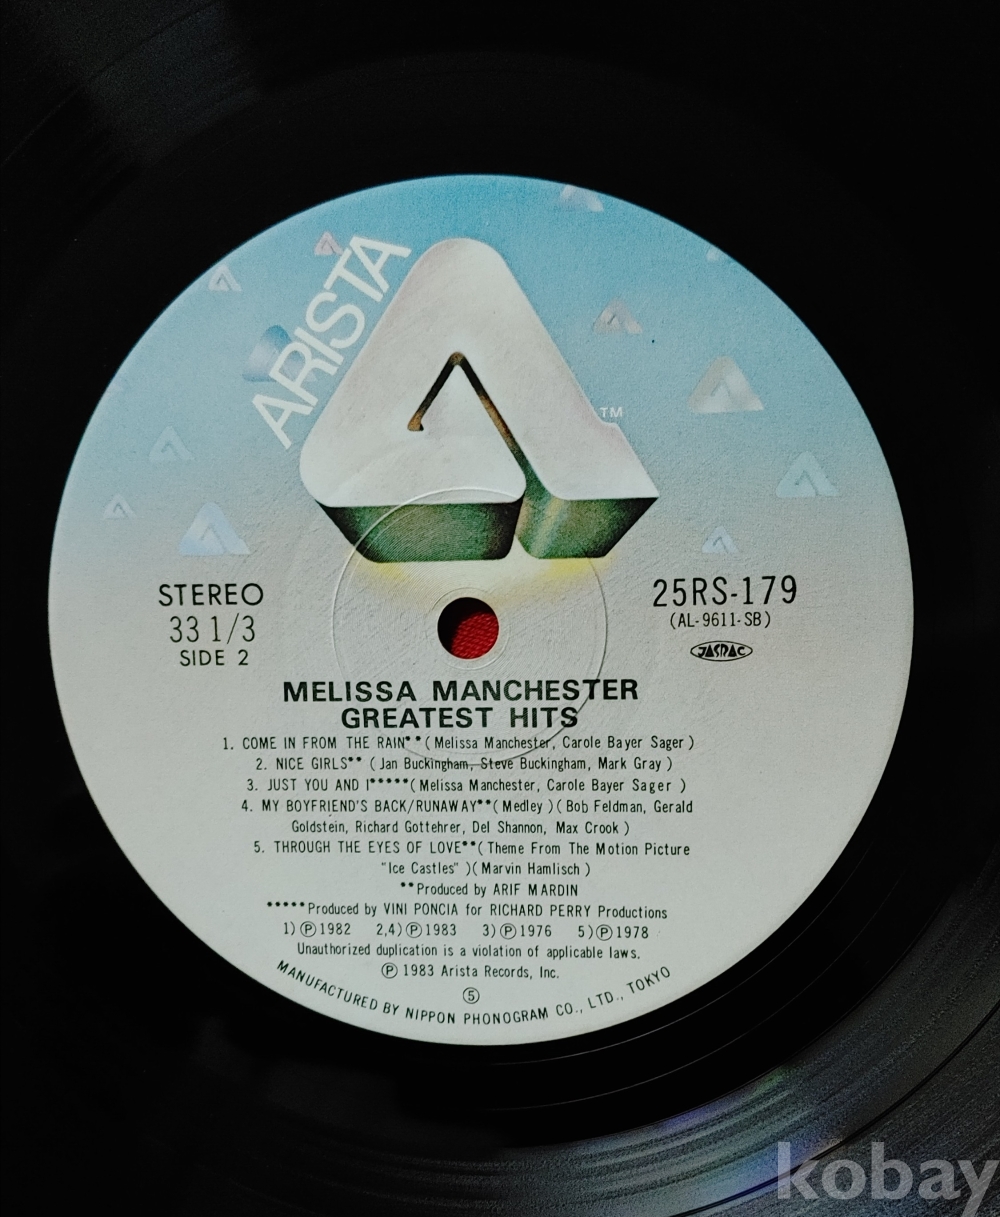 ARISTA
TM
STEREO
33 1/3
SIDE 2
25RS-179
(AL-9611-SB)
JASRAC
MELISSA MANCHESTER
GREATEST HITS
1. COME IN FROM THE RAIN** (Melissa Manchester, Carole Bayer Sager)
2. NICE GIRLS** (Jan Buckingham, Steve Buckingham, Mark Gray)
3. JUST YOU AND I***** (Melissa Manchester, Carole Bayer Sager)
4. MY BOYFRIEND'S BACK/RUNAWAY** (Medley) (Bob Feldman, Gerald
Goldstein, Richard Gottehrer, Del Shannon, Max Crook)
5. THROUGH THE EYES OF LOVE** (Theme From The Motion Picture
"Ice Castles") (Marvin Hamlisch)
**Produced by ARIF MARDIN
*****Produced by VINI PONCIA for RICHARD PERRY Productions
1)Ⓟ1982 2,4)Ⓟ1983 3)Ⓟ1976 5)Ⓟ1978
Unauthorized duplication is a violation of applicable laws.
Ⓟ 1983 Arista Records, Inc.
⑤
MANUFACTURED BY NIPPON PHONOGRAM CO., LTD., TOKYO
kobay